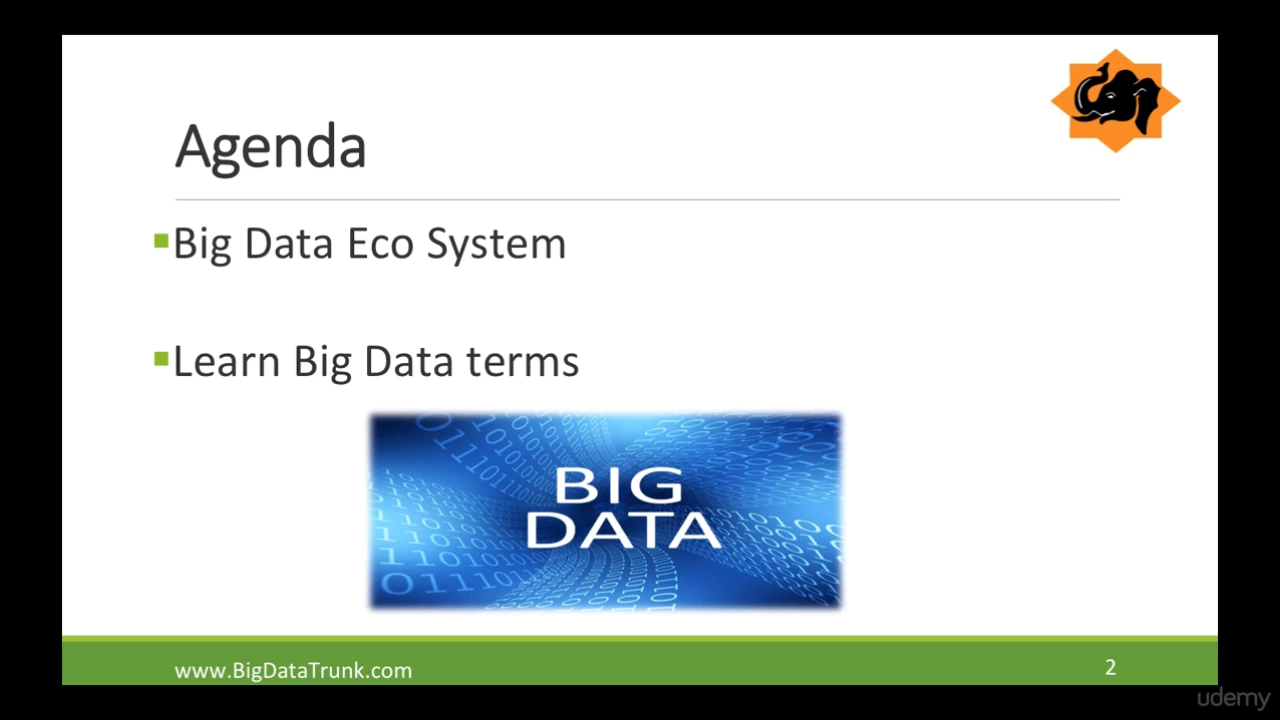 Agenda
Big Data Eco System
Learn Big Data terms
BIG
DATA
www.BigDataTrunk.com
2
udemy